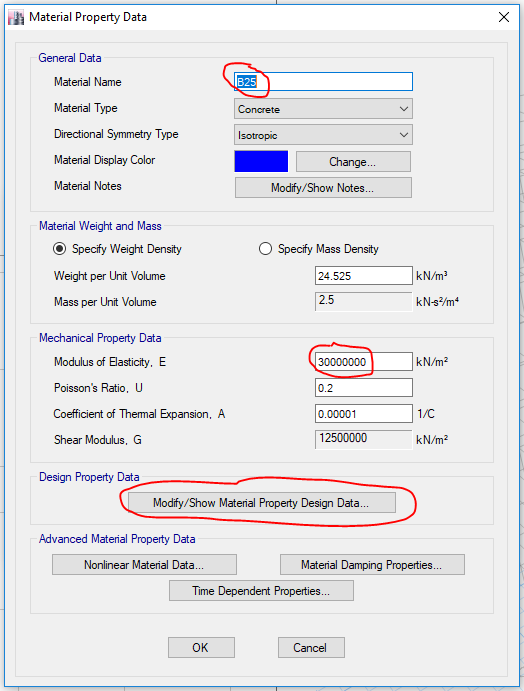 Material Property Data
General Data
Material Name B25
Material Type Concrete
Directional Symmetry Type Isotropic
Material Display Color Change...
Material Notes Modify/Show Notes...
Material Weight and Mass
Specify Weight Density Specify Mass Density
Weight per Unit Volume 24.525 kN/m³
Mass per Unit Volume 2.5 kN-s²/m⁴
Mechanical Property Data
Modulus of Elasticity, E 30000000 kN/m²
Poisson's Ratio, U 0.2
Coefficient of Thermal Expansion, A 0.00001 1/C
Shear Modulus, G 12500000 kN/m²
Design Property Data
Modify/Show Material Property Design Data...
Advanced Material Property Data
Nonlinear Material Data... Material Damping Properties...
Time Dependent Properties...
OK Cancel